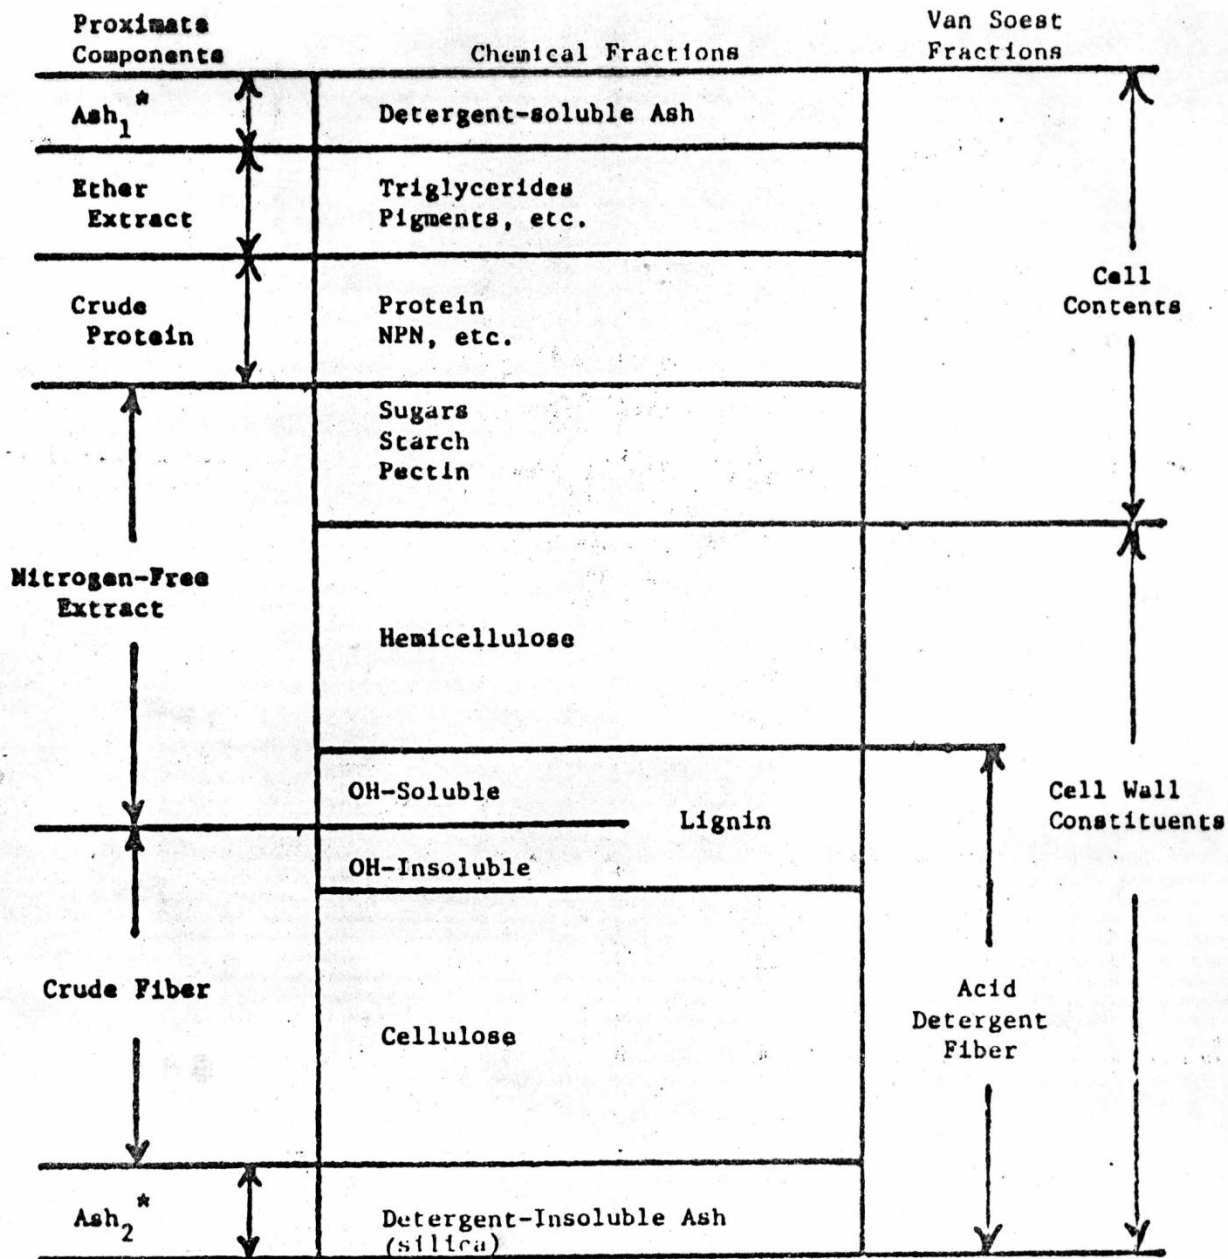 Proximate
Components
Chemical Fractions
Van Soest
Fractions
Ash1*
Detergent-soluble Ash
Ether
Extract
Triglycerides
Pigments, etc.
Crude
Protein
Protein
NPN, etc.
Cell
Contents
Sugars
Starch
Pectin
Nitrogen-Free
Extract
Hemicellulose
OH-Soluble
Lignin
Cell Wall
Constituents
OH-Insoluble
Crude Fiber
Cellulose
Acid
Detergent
Fiber
Ash2*
Detergent-Insoluble Ash
(silica)